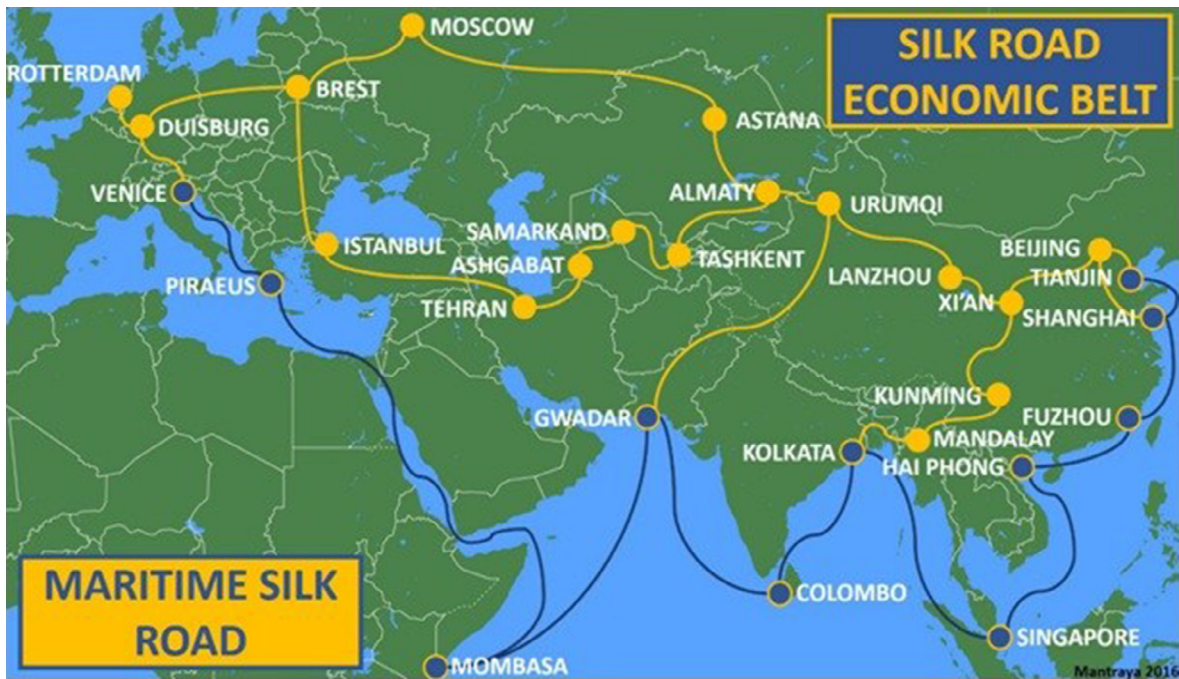 MOSCOW
SILK ROAD
ECONOMIC BELT
ROTTERDAM
BREST
DUISBURG
ASTANA
VENICE
ALMATY
URUMQI
SAMARKAND
ISTANBUL
TASHKENT
BEIJING
ASHGABAT
LANZHOU
TIANJIN
PIRAEUS
TEHRAN
XI'AN
SHANGHAI
KUNMING
GWADAR
FUZHOU
MANDALAY
KOLKATA
HAI PHONG
MARITIME SILK
ROAD
COLOMBO
SINGAPORE
MOMBASA
Mantraya 2016